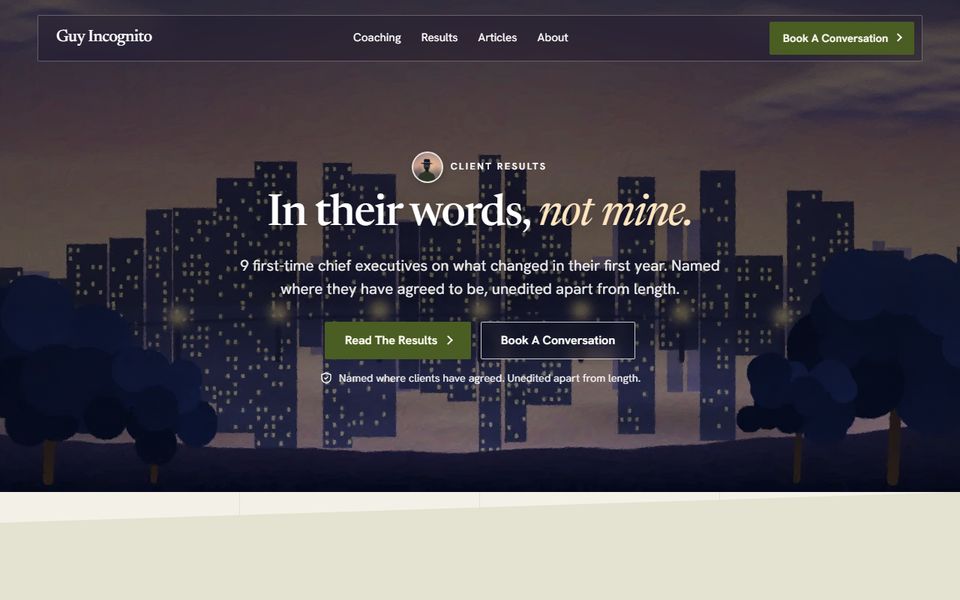 Guy Incognito
Coaching
Results
Articles
About
Book A Conversation
CLIENT RESULTS
In their words, not mine.
9 first-time chief executives on what changed in their first year. Named
where they have agreed to be, unedited apart from length.
Read The Results
Book A Conversation
Named where clients have agreed. Unedited apart from length.